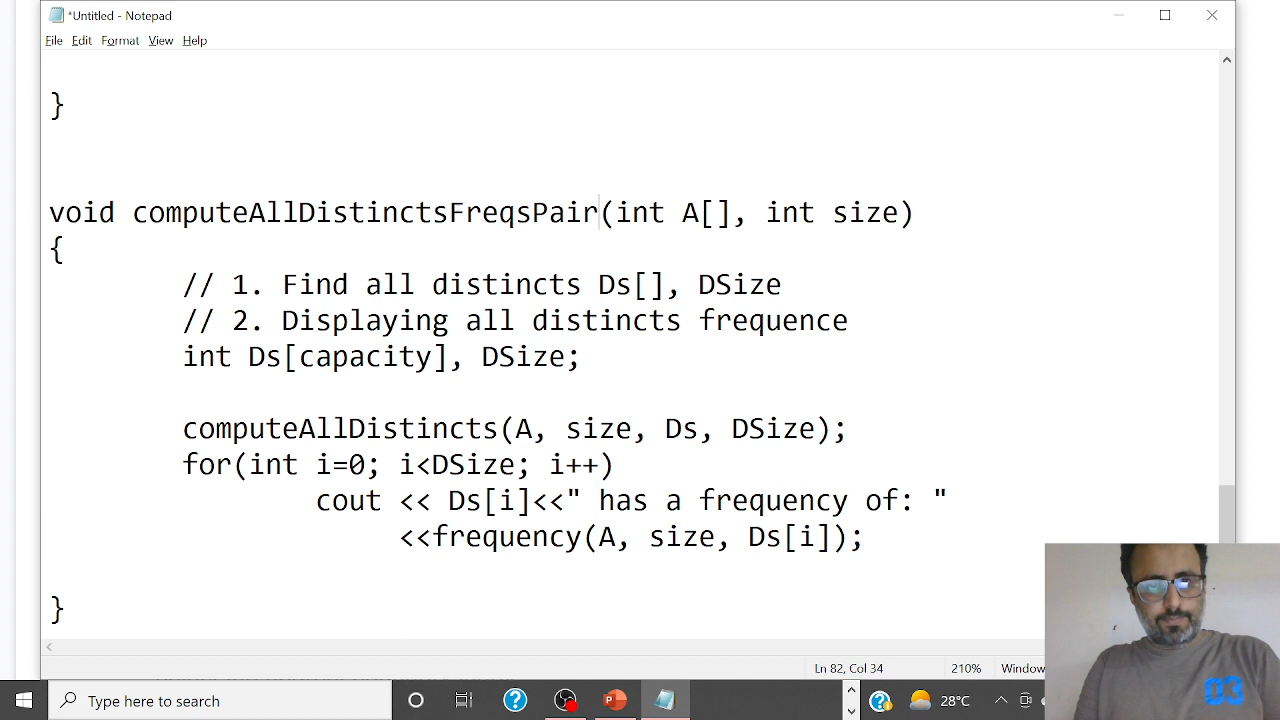 *Untitled - Notepad
File Edit Format View Help
}
void computeAllDistinctsFreqsPair(int A[], int size)
{
// 1. Find all distincts Ds[], DSize
// 2. Displaying all distincts frequence
int Ds[capacity], DSize;
computeAllDistincts(A, size, Ds, DSize);
for(int i=0; i<DSize; i++)
cout << Ds[i]<<" has a frequency of: "
<<frequency(A, size, Ds[i]);
}
Ln 82, Col 34 210% Window
Type here to search 28°C